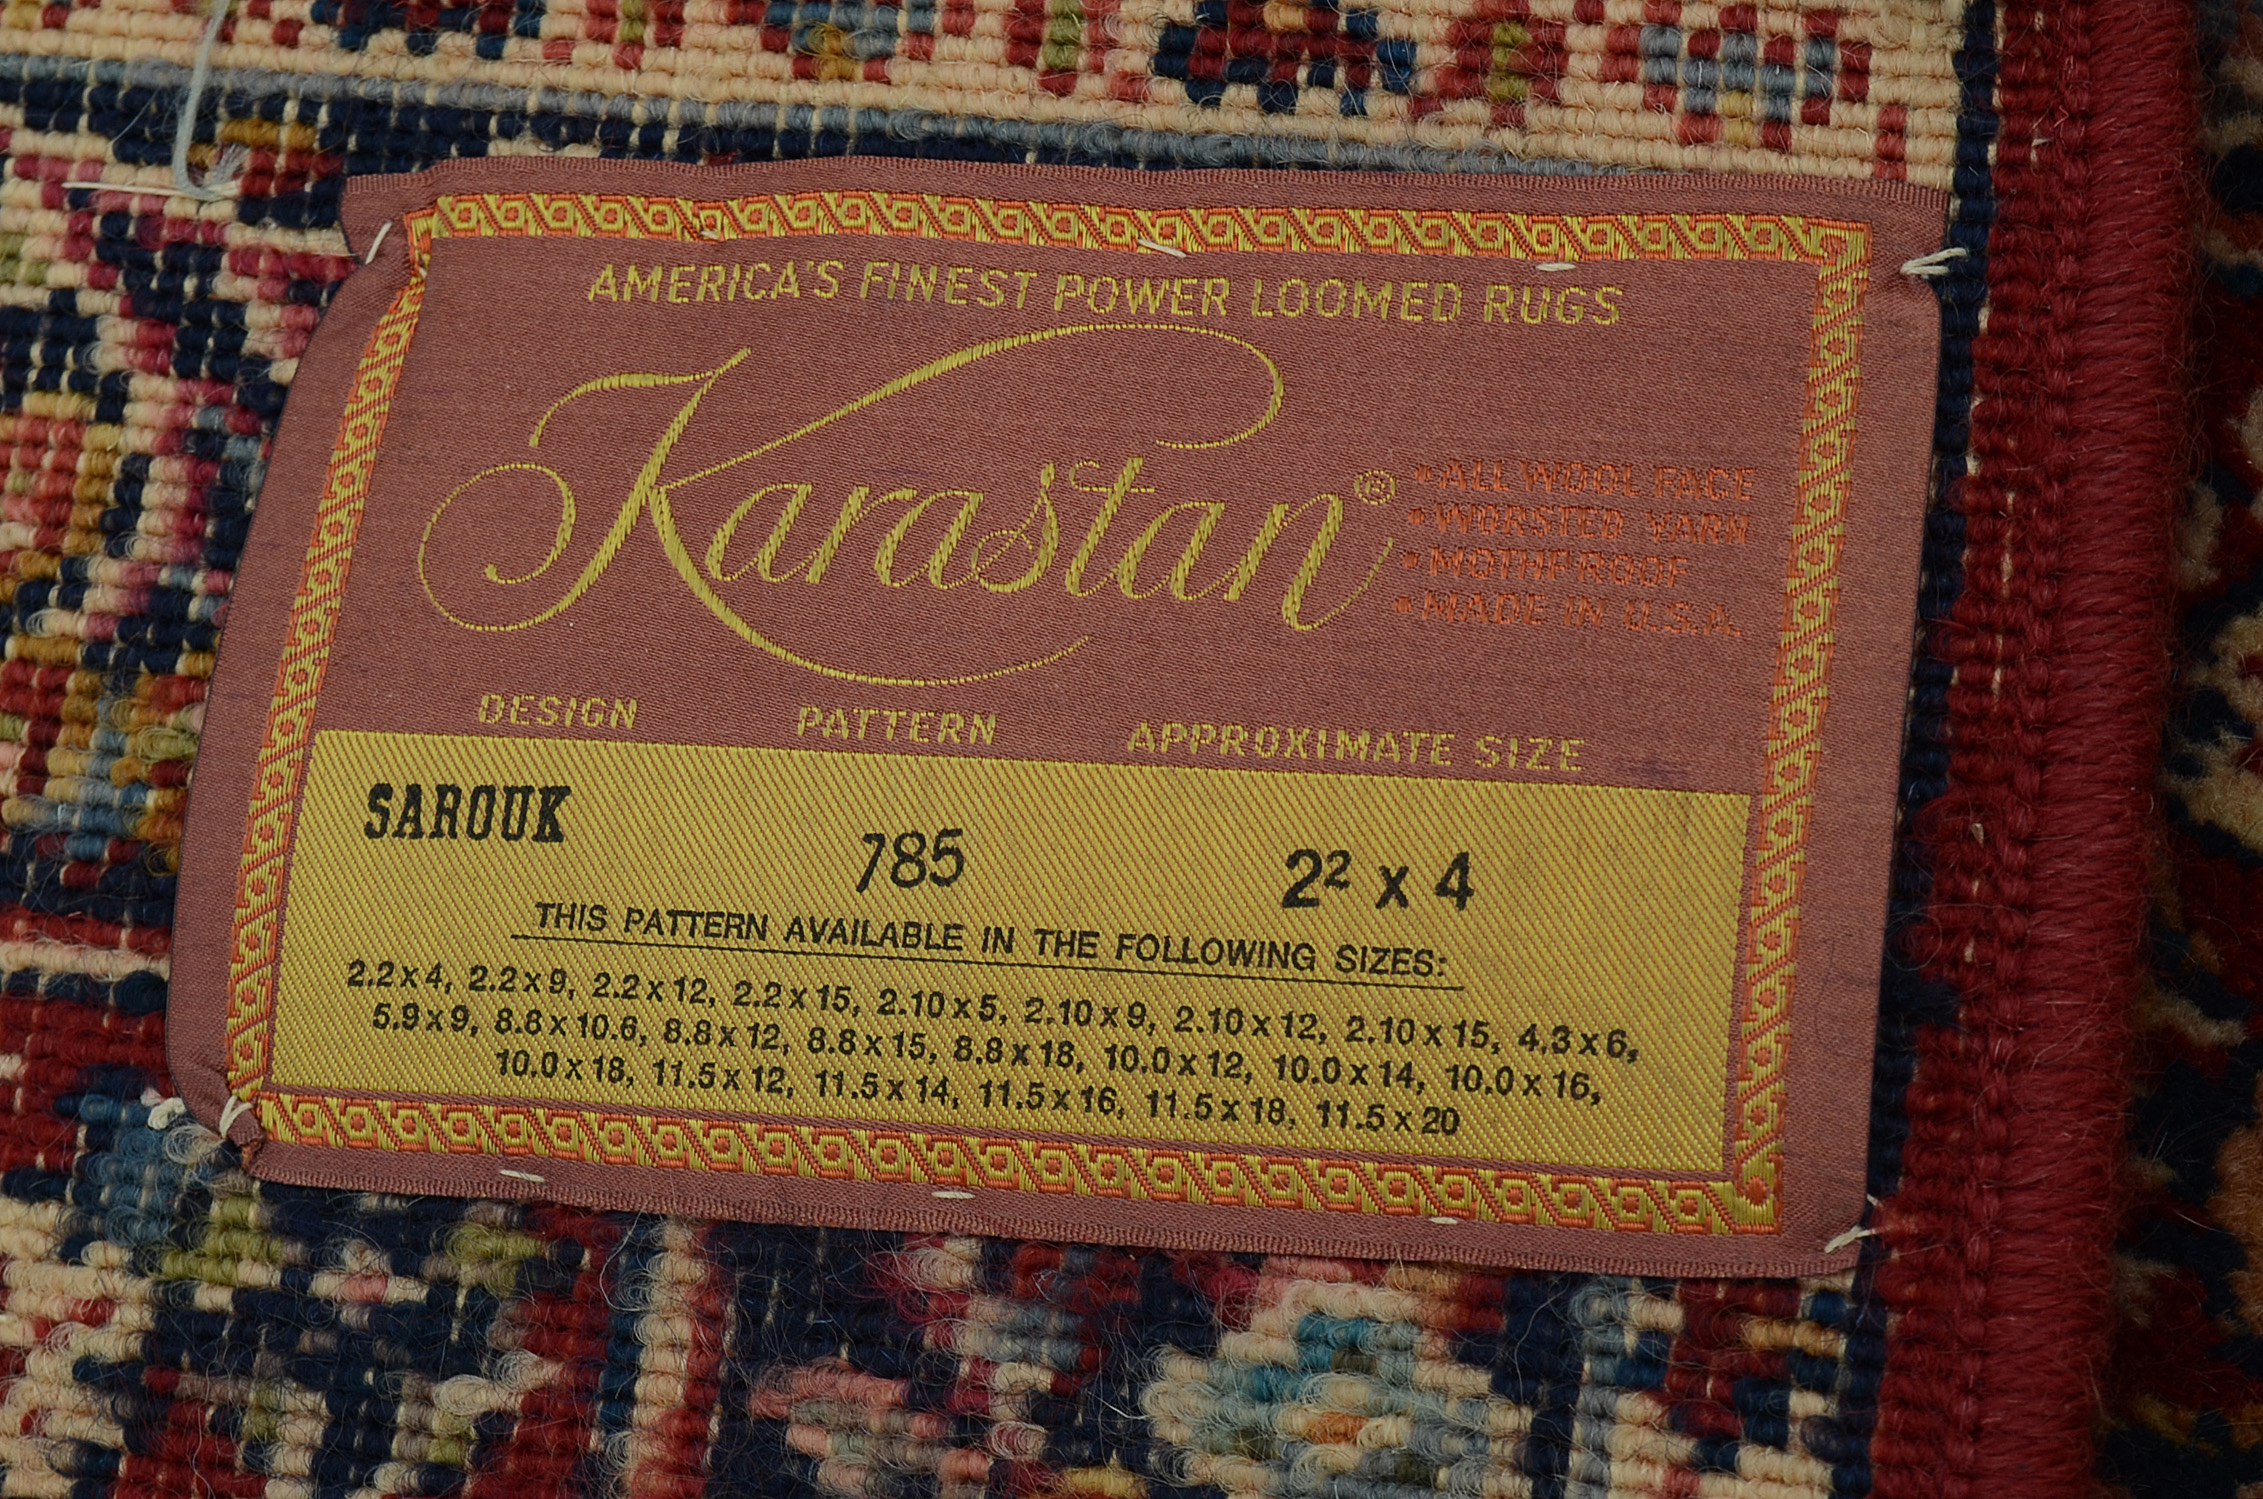 AMERICA'S FINEST POWER LOOMED RUGS
Karastan®
• ALL WOOL FACE
• WORSTED YARN
• MOTHPROOF
• MADE IN U.S.A.
DESIGN PATTERN APPROXIMATE SIZE
SAROUK 785 2² x 4
THIS PATTERN AVAILABLE IN THE FOLLOWING SIZES:
2.2 x 4, 2.2 x 9, 2.2 x 12, 2.2 x 15, 2.10 x 5, 2.10 x 9, 2.10 x 12, 2.10 x 15, 4.3 x 6,
5.9 x 9, 8.8 x 10.6, 8.8 x 12, 8.8 x 15, 8.8 x 18, 10.0 x 12, 10.0 x 14, 10.0 x 16,
10.0 x 18, 11.5 x 12, 11.5 x 14, 11.5 x 16, 11.5 x 18, 11.5 x 20